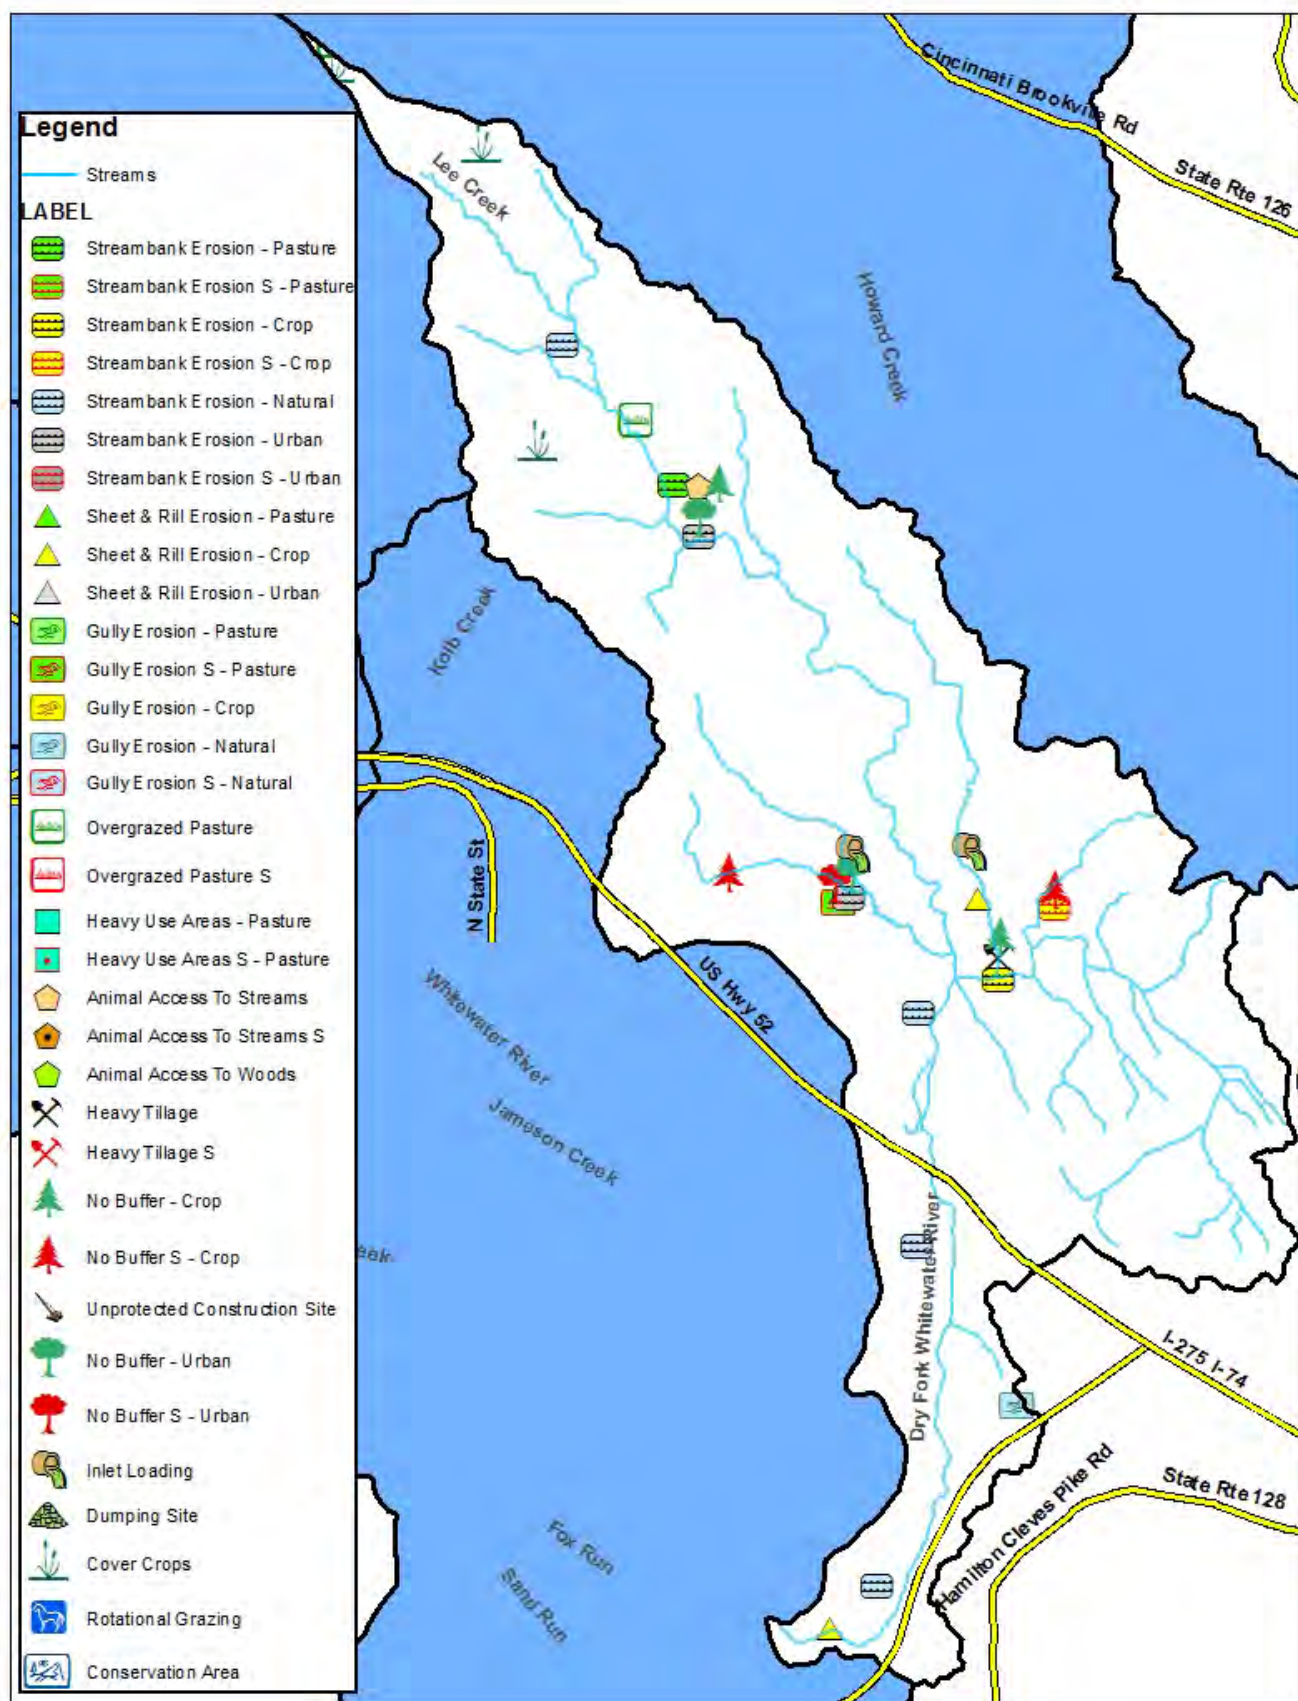 Legend
Streams
LABEL
Streambank Erosion - Pasture
Streambank Erosion S - Pasture
Streambank Erosion - Crop
Streambank Erosion S - Crop
Streambank Erosion - Natural
Streambank Erosion - Urban
Streambank Erosion S - Urban
Sheet & Rill Erosion - Pasture
Sheet & Rill Erosion - Crop
Sheet & Rill Erosion - Urban
Gully Erosion - Pasture
Gully Erosion S - Pasture
Gully Erosion - Crop
Gully Erosion - Natural
Gully Erosion S - Natural
Overgrazed Pasture
Overgrazed Pasture S
Heavy Use Areas - Pasture
Heavy Use Areas S - Pasture
Animal Access To Streams
Animal Access To Streams S
Animal Access To Woods
Heavy Tillage
Heavy Tillage S
No Buffer - Crop
No Buffer S - Crop
Unprotected Construction Site
No Buffer - Urban
No Buffer S - Urban
Inlet Loading
Dumping Site
Cover Crops
Rotational Grazing
Conservation Area
Cincinnati Brookville Rd
State Rte 126
Lee Creek
Howard Creek
Kolb Creek
N State St
US Hwy 52
Whitewater River
Jameson Creek
Dry Fork Whitewater River
I-275 I-74
Hamilton Cleves Pike Rd
State Rte 128
Fox Run
Sand Run